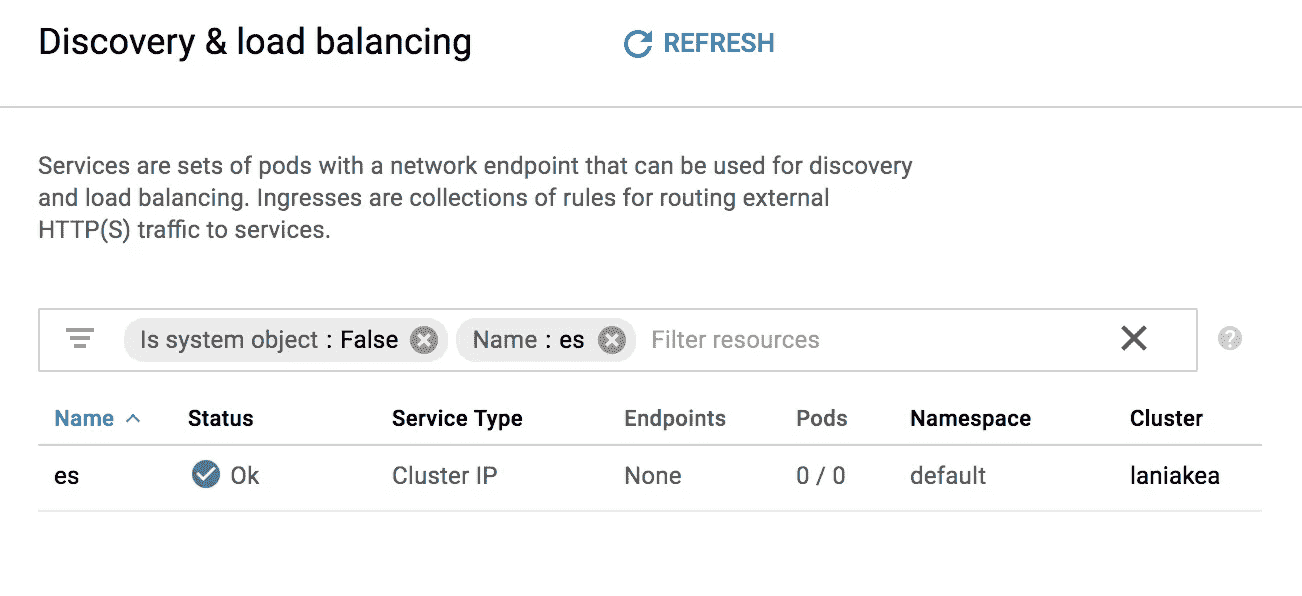 Discovery & load balancing REFRESH
Services are sets of pods with a network endpoint that can be used for discovery
and load balancing. Ingresses are collections of rules for routing external
HTTP(S) traffic to services.
Is system object : False Name : es Filter resources
Name Status Service Type Endpoints Pods Namespace Cluster
es Ok Cluster IP None 0 / 0 default laniakea